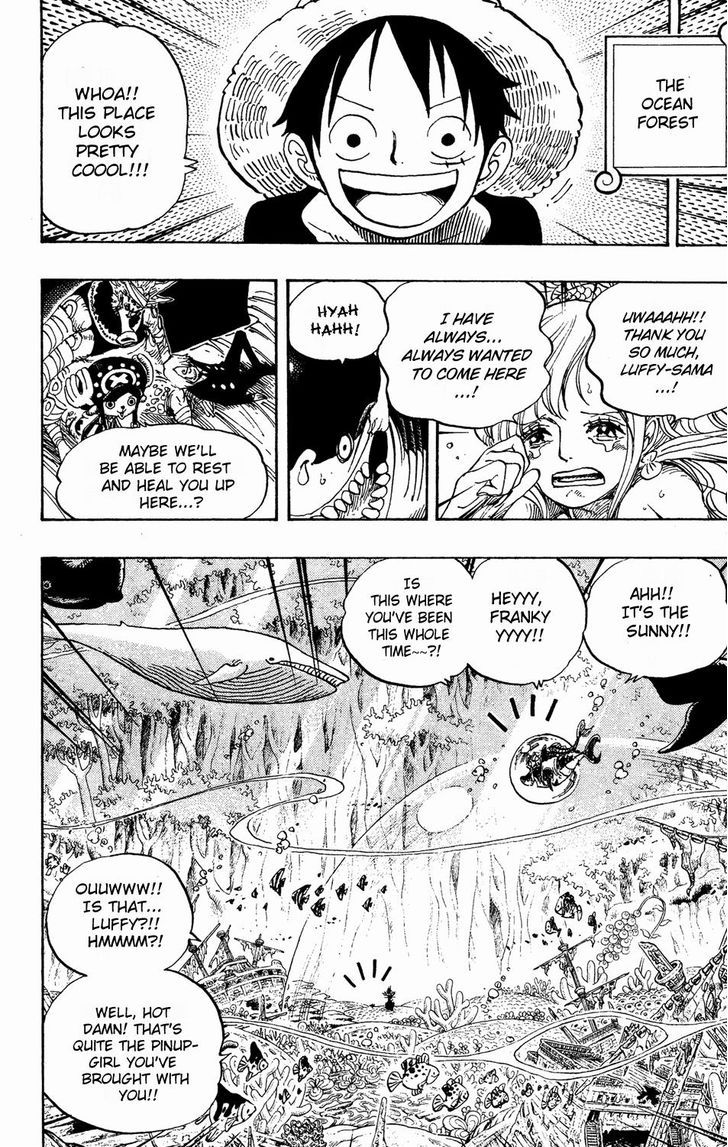 THE
OCEAN
FOREST
WHOA!!
THIS PLACE
LOOKS
PRETTY
COOOL!!!
UWAAAHH!!
THANK YOU
SO MUCH,
LUFFY-SAMA
...!
I HAVE
ALWAYS...
ALWAYS WANTED
TO COME HERE
...!
HYAH
HAHH!
MAYBE WE'LL
BE ABLE TO REST
AND HEAL YOU UP
HERE...?
AHH!!
IT'S THE
SUNNY!!
HEYYY,
FRANKY
YYYY!!
IS
THIS WHERE
YOU'VE BEEN
THIS WHOLE
TIME~~?!
OUUWWW!!
IS THAT...
LUFFY?!!
HMMMM?!
WELL, HOT
DAMN! THAT'S
QUITE THE PINUP-
GIRL YOU'VE
BROUGHT WITH
YOU!!